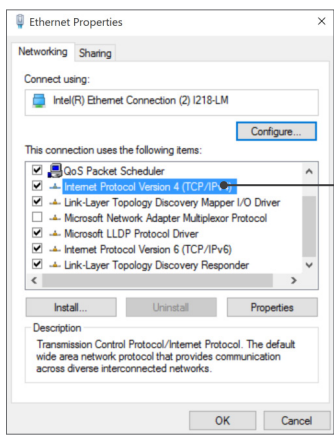 Ethernet Properties
Networking Sharing
Connect using:
Intel(R) Ethernet Connection (2) I218-LM
Configure...
This connection uses the following items:
QoS Packet Scheduler
Internet Protocol Version 4 (TCP/IPv4)
Link-Layer Topology Discovery Mapper I/O Driver
Microsoft Network Adapter Multiplexor Protocol
Microsoft LLDP Protocol Driver
Internet Protocol Version 6 (TCP/IPv6)
Link-Layer Topology Discovery Responder
Install... Uninstall Properties
Description
Transmission Control Protocol/Internet Protocol. The default
wide area network protocol that provides communication
across diverse interconnected networks.
OK Cancel